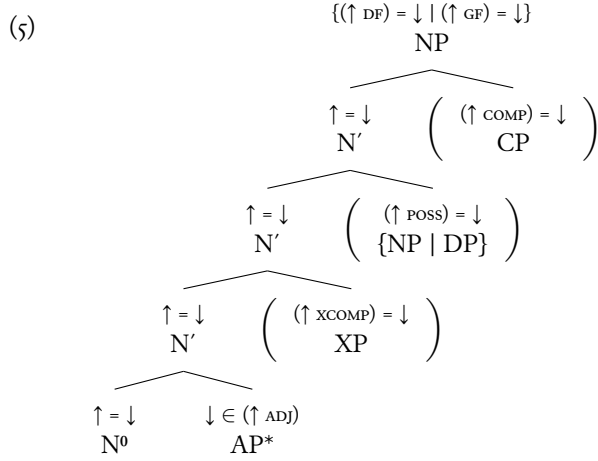 (5)
{(↑ DF) = ↓ | (↑ GF) = ↓}
NP
↑ = ↓ ( (↑ COMP) = ↓ )
N′ CP
↑ = ↓ ( (↑ POSS) = ↓ )
N′ {NP | DP}
↑ = ↓ ( (↑ XCOMP) = ↓ )
N′ XP
↑ = ↓ ↓ ∈ (↑ ADJ)
N⁰ AP*